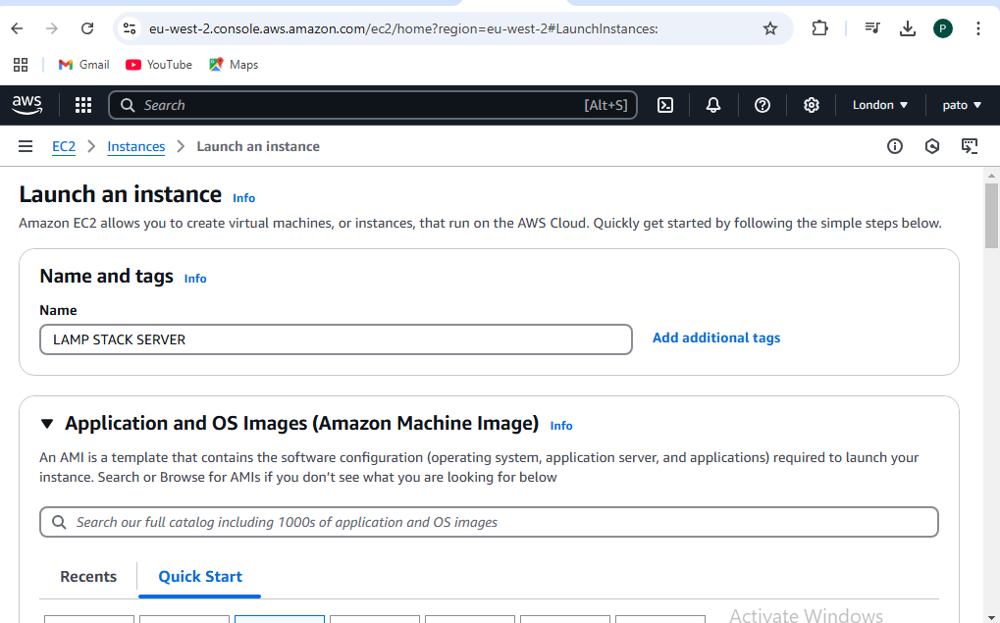 eu-west-2.console.aws.amazon.com/ec2/home?region=eu-west-2#LaunchInstances:
P
Gmail YouTube Maps
aws Search [Alt+S] London pato
EC2 Instances Launch an instance
Launch an instance Info
Amazon EC2 allows you to create virtual machines, or instances, that run on the AWS Cloud. Quickly get started by following the simple steps below.
Name and tags Info
Name
LAMP STACK SERVER Add additional tags
Application and OS Images (Amazon Machine Image) Info
An AMI is a template that contains the software configuration (operating system, application server, and applications) required to launch your
instance. Search or Browse for AMIs if you don’t see what you are looking for below
Search our full catalog including 1000s of application and OS images
Recents Quick Start
Activate Windows